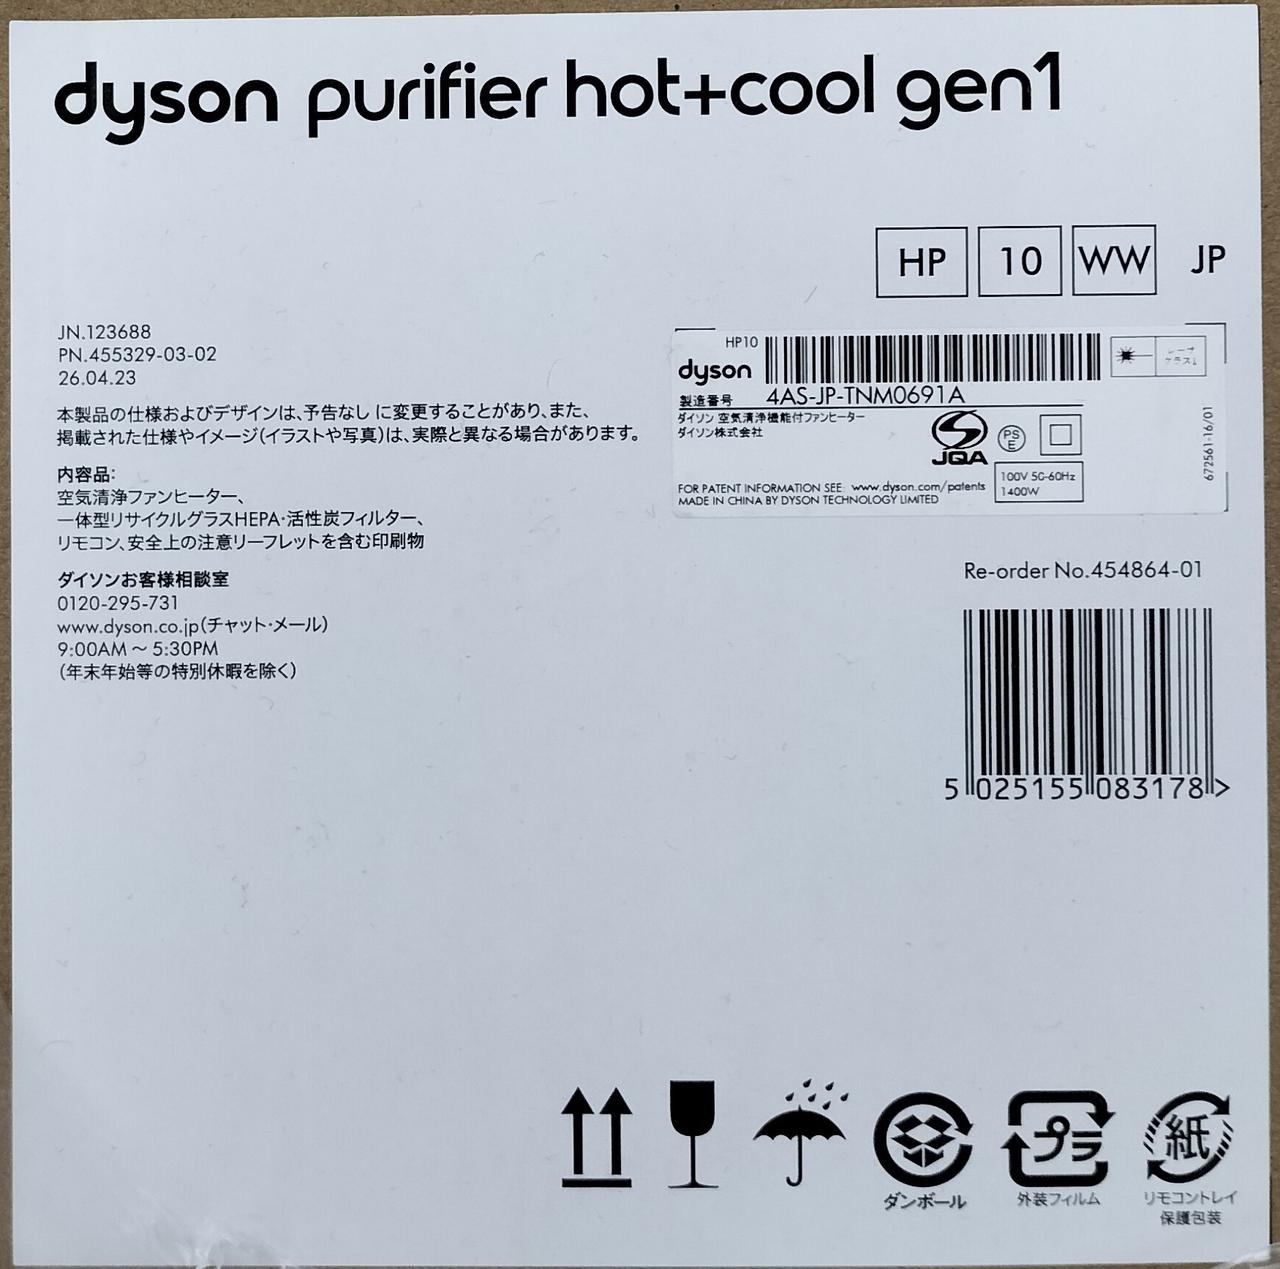 dyson purifier hot+cool gen1
HP 10 WW JP
JN.123688
PN.455329-03-02
26.04.23
本製品の仕様およびデザインは、予告なし に変更することがあり、また、
掲載された仕様やイメージ(イラストや写真)は、実際と異なる場合があります。
内容品:
空気清浄ファンヒーター、
一体型リサイクルグラスHEPA・活性炭フィルター、
リモコン、安全上の注意リーフレットを含む印刷物
ダイソンお客様相談室
0120-295-731
www.dyson.co.jp(チャット・メール)
9:00AM ~ 5:30PM
(年末年始等の特別休暇を除く)
HP10
dyson
製造番号 4AS-JP-TNM0691A
ダイソン 空気清浄機能付ファンヒーター
ダイソン株式会社
JQA
PS
E
FOR PATENT INFORMATION SEE: www.dyson.com/patents
MADE IN CHINA BY DYSON TECHNOLOGY LIMITED
100V 50-60Hz
1400W
672561-16/01
Re-order No.454864-01
5 025155 083178 >
プラ
紙
ダンボール
外装フィルム
リモコントレイ
保護包装